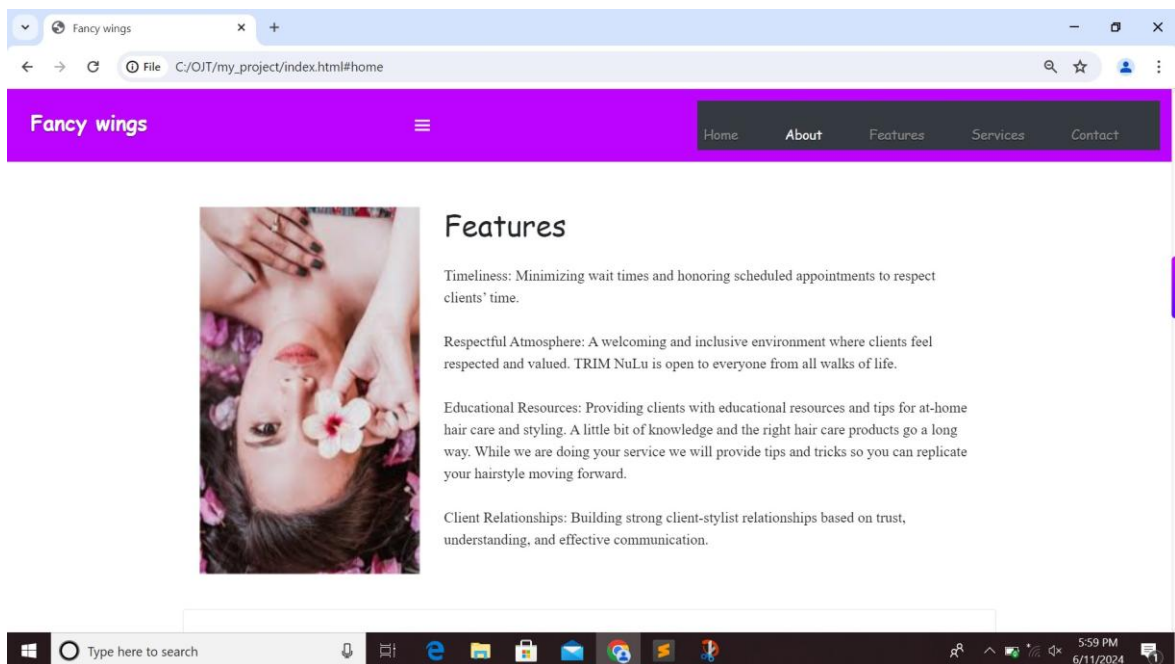 Fancy wings
File C:/OJT/my_project/index.html#home
Fancy wings
Home About Features Services Contact
Features
Timeliness: Minimizing wait times and honoring scheduled appointments to respect
clients’ time.
Respectful Atmosphere: A welcoming and inclusive environment where clients feel
respected and valued. TRIM NuLu is open to everyone from all walks of life.
Educational Resources: Providing clients with educational resources and tips for at-home
hair care and styling. A little bit of knowledge and the right hair care products go a long
way. While we are doing your service we will provide tips and tricks so you can replicate
your hairstyle moving forward.
Client Relationships: Building strong client-stylist relationships based on trust,
understanding, and effective communication.
Type here to search
5:59 PM
6/11/2024